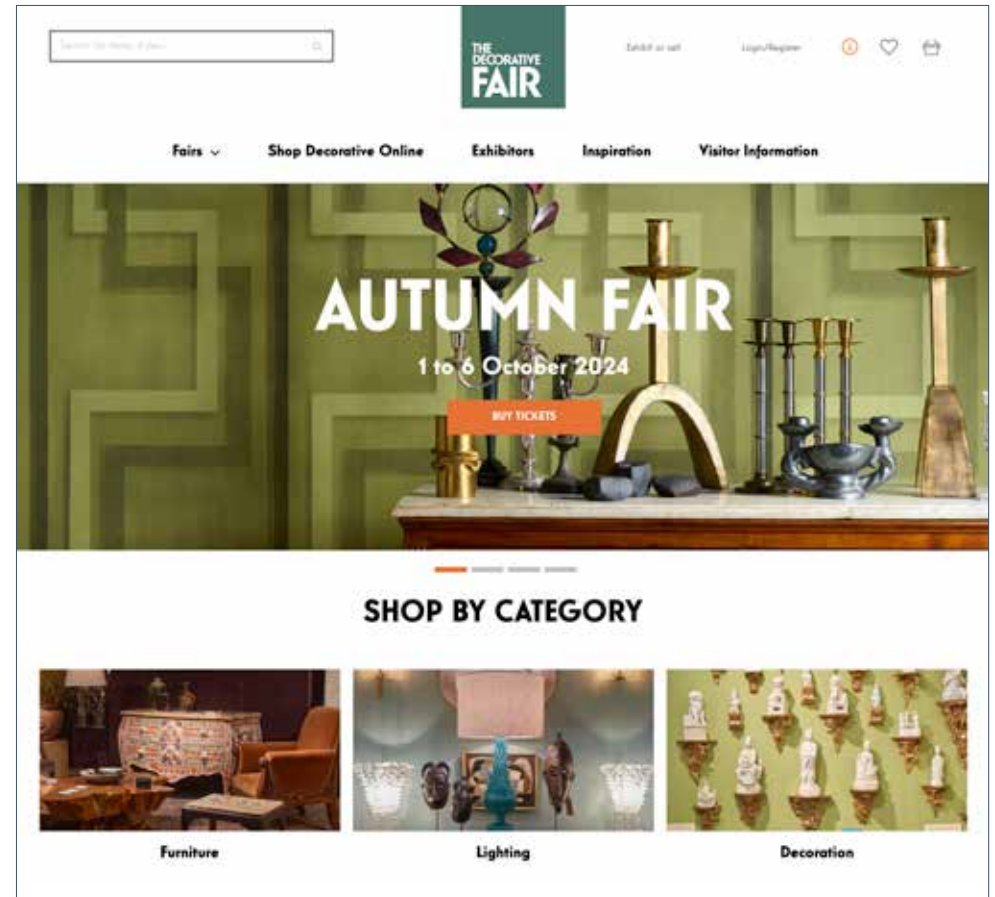 THE
DECORATIVE
FAIR
Exhibit or sell
Login/Register
Fairs
Shop Decorative Online
Exhibitors
Inspiration
Visitor Information
AUTUMN FAIR
1 to 6 October 2024
BUY TICKETS
SHOP BY CATEGORY
Furniture
Lighting
Decoration